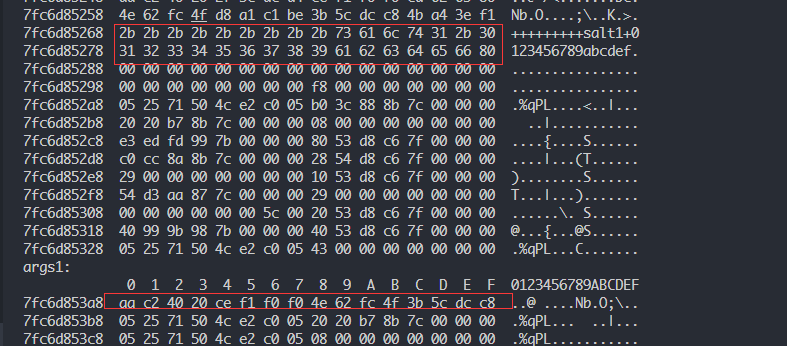 7fc6d85258 4e 62 fc 4f d8 a1 c1 be 3b 5c dc c8 4b a4 3e f1 Nb.O....;\..K.>.
7fc6d85268 2b 2b 2b 2b 2b 2b 2b 2b 2b 73 61 6c 74 31 2b 30 +++++++++salt1+0
7fc6d85278 31 32 33 34 35 36 37 38 39 61 62 63 64 65 66 80 123456789abcdef.
7fc6d85288 00 00 00 00 00 00 00 00 00 00 00 00 00 00 00 00 ................
7fc6d85298 00 00 00 00 00 00 f8 00 00 00 00 00 00 00 00 00 ................
7fc6d852a8 05 25 71 50 4c e2 c0 05 b0 3c 88 8b 7c 00 00 00 .%qPL....<..|...
7fc6d852b8 20 20 b7 8b 7c 00 00 00 08 00 00 00 00 00 00 00   ..|...........
7fc6d852c8 e3 ed fd 99 7b 00 00 00 80 53 d8 c6 7f 00 00 00 ....{....S......
7fc6d852d8 c0 cc 8a 8b 7c 00 00 00 28 54 d8 c6 7f 00 00 00 ....|...(T......
7fc6d852e8 29 00 00 00 00 00 00 00 10 53 d8 c6 7f 00 00 00 )........S......
7fc6d852f8 54 d3 aa 87 7c 00 00 00 29 00 00 00 00 00 00 00 T...|...).......
7fc6d85308 00 00 00 00 00 00 5c 00 20 53 d8 c6 7f 00 00 00 ......\. S......
7fc6d85318 40 99 9b 98 7b 00 00 00 40 53 d8 c6 7f 00 00 00 @...{...@S......
7fc6d85328 05 25 71 50 4c e2 c0 05 43 00 00 00 00 00 00 00 .%qPL...C.......
args1:
0 1 2 3 4 5 6 7 8 9 A B C D E F 0123456789ABCDEF
7fc6d853a8 aa c2 40 20 ce f1 f0 f0 4e 62 fc 4f 3b 5c dc c8 ..@ ....Nb.O;\..
7fc6d853b8 05 25 71 50 4c e2 c0 05 20 20 b7 8b 7c 00 00 00 .%qPL...  ..|...
7fc6d853c8 05 25 71 50 4c e2 c0 05 08 00 00 00 00 00 00 00 .%qPL...........